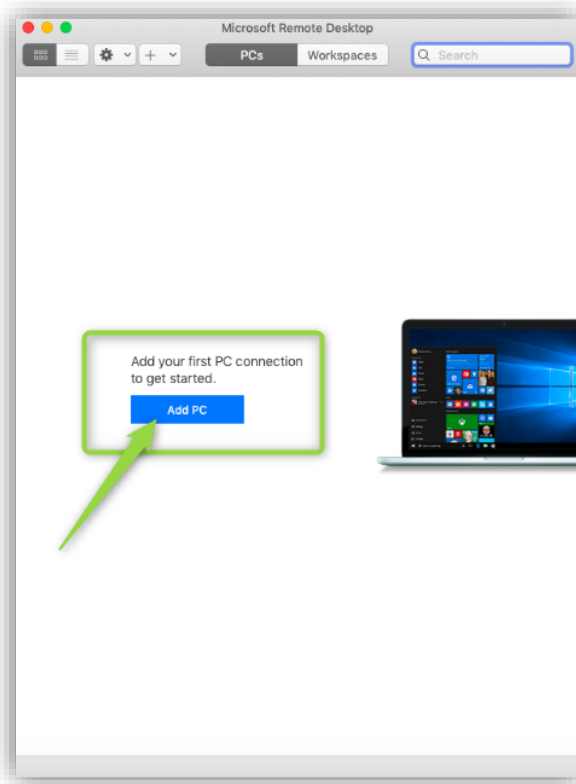 Microsoft Remote Desktop
PCs
Workspaces
Search
Add your first PC connection
to get started.
Add PC